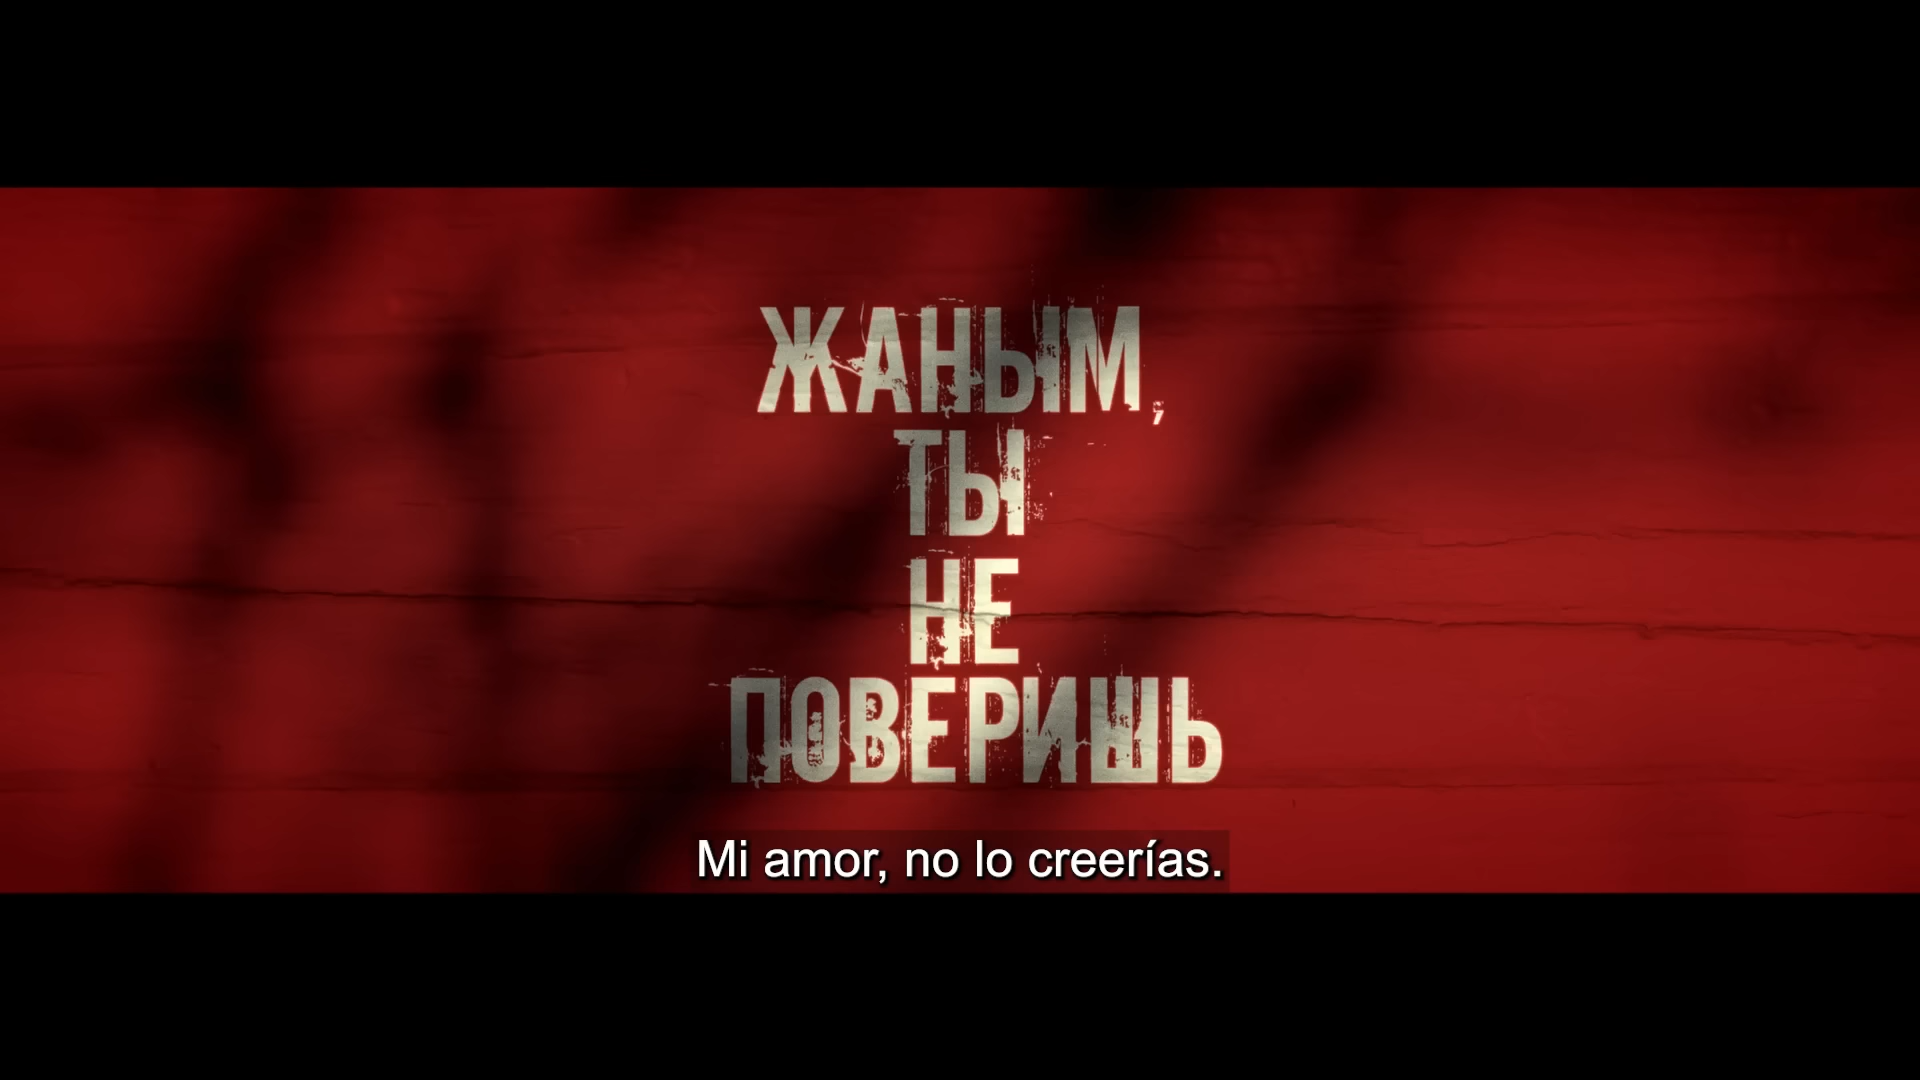 ЖАНЫМ,
ТЫ
НЕ
ПОВЕРИШЬ
Mi amor, no lo creerías.